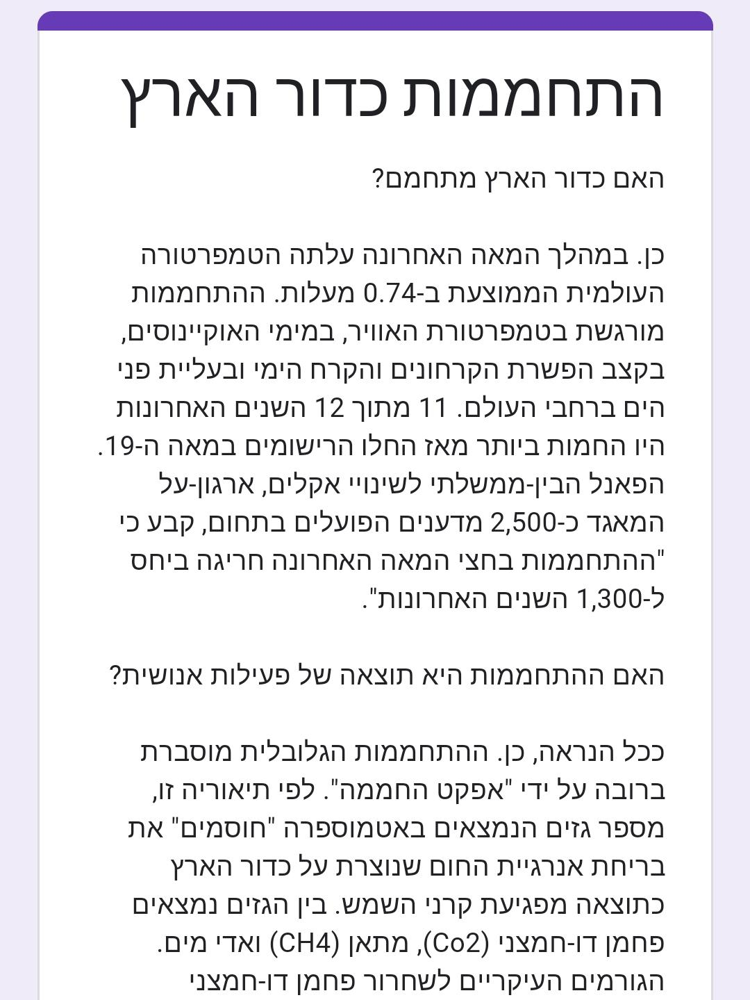 התחממות כדור הארץ
האם כדור הארץ מתחמם?
כן. במהלך המאה האחרונה עלתה הטמפרטורה
העולמית הממוצעת ב-0.74 מעלות. ההתחממות
מורגשת בטמפרטורת האוויר, במימי האוקיינוסים,
בקצב הפשרת הקרחונים והקרח הימי ובעליית פני
הים ברחבי העולם. 11 מתוך 12 השנים האחרונות
היו החמות ביותר מאז החלו הרישומים במאה ה-19.
הפאנל הבין-ממשלתי לשינויי אקלים, ארגון-על
המאגד כ-2,500 מדענים הפועלים בתחום, קבע כי
"ההתחממות בחצי המאה האחרונה חריגה ביחס
ל-1,300 השנים האחרונות".
האם ההתחממות היא תוצאה של פעילות אנושית?
ככל הנראה, כן. ההתחממות הגלובלית מוסברת
ברובה על ידי "אפקט החממה". לפי תיאוריה זו,
מספר גזים הנמצאים באטמוספרה "חוסמים" את
בריחת אנרגיית החום שנוצרת על כדור הארץ
כתוצאה מפגיעת קרני השמש. בין הגזים נמצאים
פחמן דו-חמצני (Co2), מתאן (CH4) ואדי מים.
הגורמים העיקריים לשחרור פחמן דו-חמצני